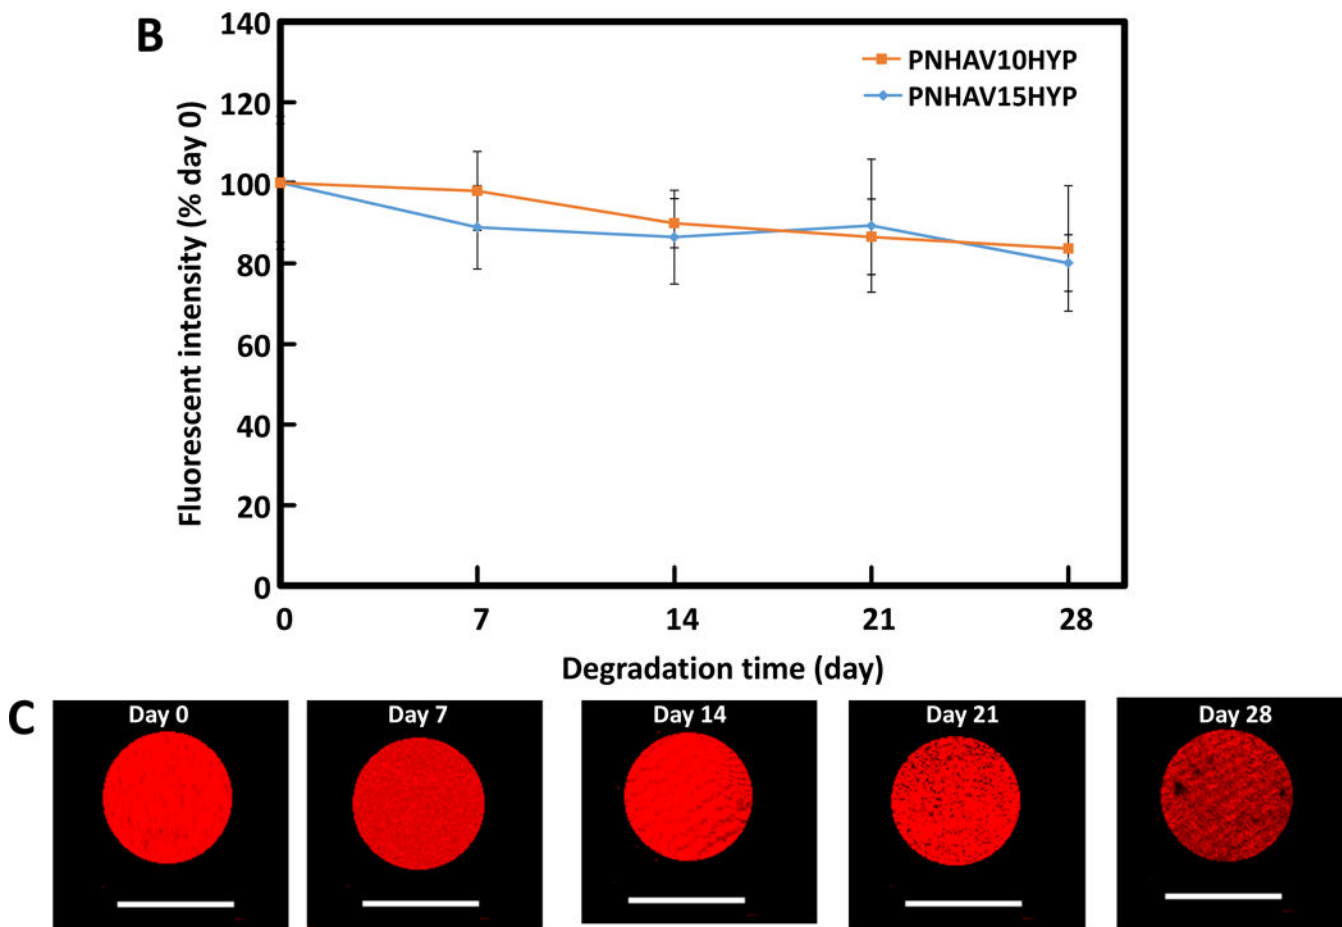 B
140
120
100
80
60
40
20
0
Fluorescent intensity (% day 0)
PNHAV10HYP
PNHAV15HYP
0 7 14 21 28
Degradation time (day)
C
Day 0 Day 7 Day 14 Day 21 Day 28